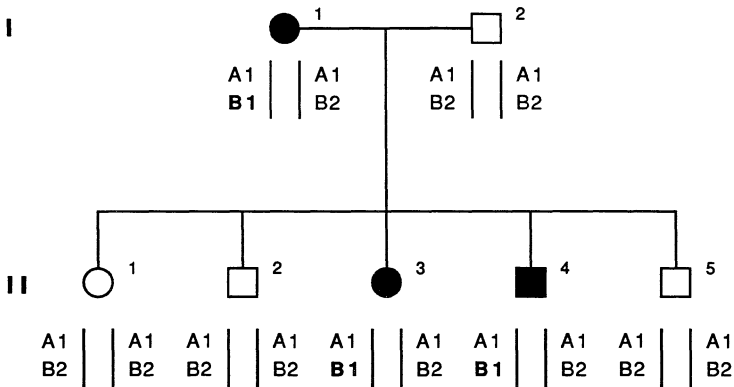 I 1 2
A1 A1 A1 A1
B1 B2 B2 B2
II 1 2 3 4 5
A1 A1 A1 A1 A1 A1 A1 A1 A1 A1
B2 B2 B2 B2 B1 B2 B1 B2 B2 B2